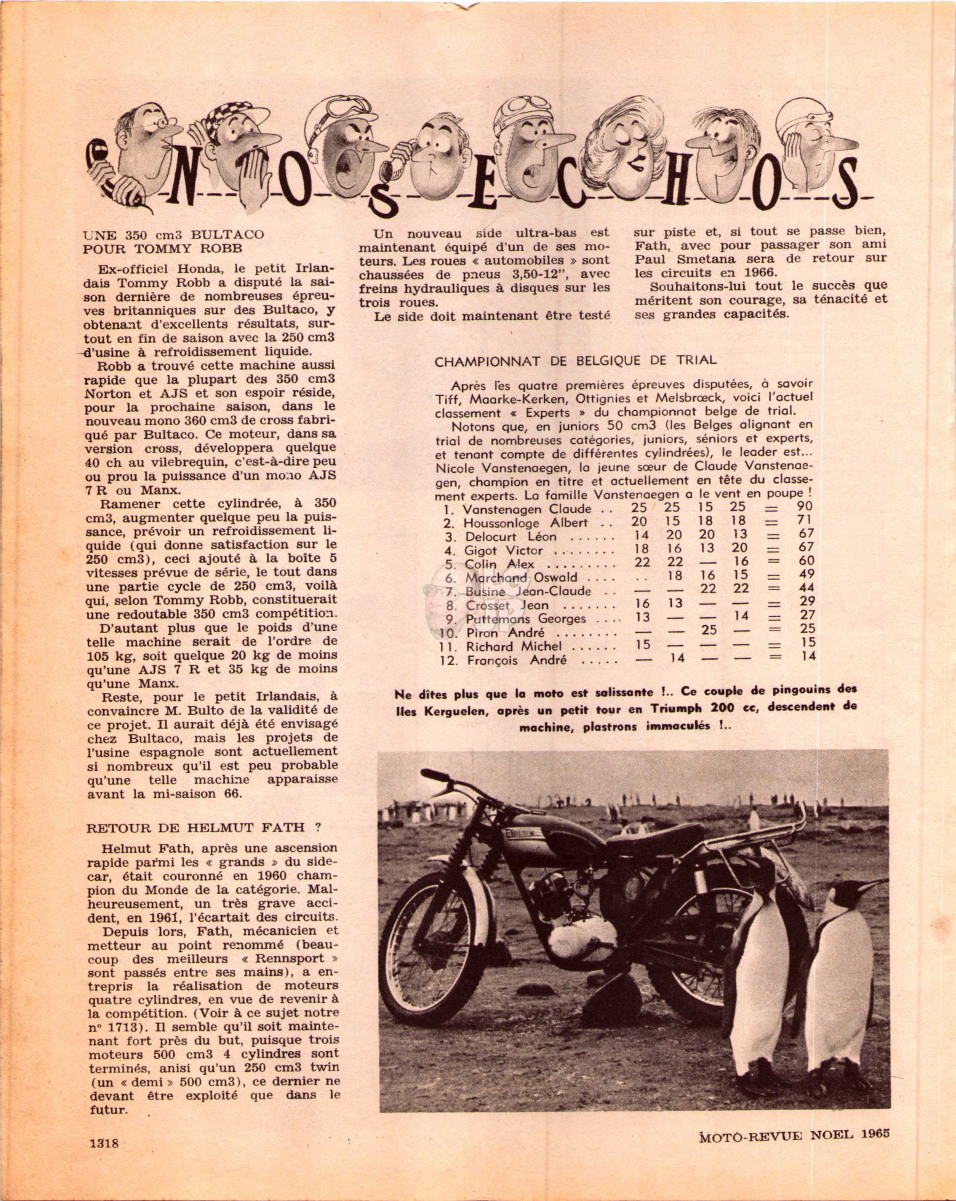 NOS ECHOS
UNE 350 cm3 BULTACO
POUR TOMMY ROBB
Ex-officiel Honda, le petit Irlan-
dais Tommy Robb a disputé la sai-
son dernière de nombreuses épreu-
ves britanniques sur des Bultaco, y
obtenant d'excellents résultats, sur-
tout en fin de saison avec la 250 cm3
d'usine à refroidissement liquide.
Robb a trouvé cette machine aussi
rapide que la plupart des 350 cm3
Norton et AJS et son espoir réside,
pour la prochaine saison, dans le
nouveau mono 360 cm3 de cross fabri-
qué par Bultaco. Ce moteur, dans sa
version cross, développera quelque
40 ch au vilebrequin, c'est-à-dire peu
ou prou la puissance d'un mono AJS
7 R ou Manx.
Ramener cette cylindrée, à 350
cm3, augmenter quelque peu la puis-
sance, prévoir un refroidissement li-
quide (qui donne satisfaction sur le
250 cm3), ceci ajouté à la boîte 5
vitesses prévue de série, le tout dans
une partie cycle de 250 cm3, voilà
qui, selon Tommy Robb, constituerait
une redoutable 350 cm3 compétition.
D'autant plus que le poids d'une
telle machine serait de l'ordre de
105 kg, soit quelque 20 kg de moins
qu'une AJS 7 R et 35 kg de moins
qu'une Manx.
Reste, pour le petit Irlandais, à
convaincre M. Bulto de la validité de
ce projet. Il aurait déjà été envisagé
chez Bultaco, mais les projets de
l'usine espagnole sont actuellement
si nombreux qu'il est peu probable
qu'une telle machine apparaisse
avant la mi-saison 66.
RETOUR DE HELMUT FATH ?
Helmut Fath, après une ascension
rapide parmi les « grands » du side-
car, était couronné en 1960 cham-
pion du Monde de la catégorie. Mal-
heureusement, un très grave acci-
dent, en 1961, l'écartait des circuits.
Depuis lors, Fath, mécanicien et
metteur au point renommé (beau-
coup des meilleurs « Rennsport »
sont passés entre ses mains), a en-
trepris la réalisation de moteurs
quatre cylindres, en vue de revenir à
la compétition. (Voir à ce sujet notre
n° 1713). Il semble qu'il soit mainte-
nant fort près du but, puisque trois
moteurs 500 cm3 4 cylindres sont
terminés, anisi qu'un 250 cm3 twin
(un « demi » 500 cm3), ce dernier ne
devant être exploité que dans le
futur.
Un nouveau side ultra-bas est
maintenant équipé d'un de ses mo-
teurs. Les roues « automobiles » sont
chaussées de pneus 3,50-12", avec
freins hydrauliques à disques sur les
trois roues.
Le side doit maintenant être testé
sur piste et, si tout se passe bien,
Fath, avec pour passager son ami
Paul Smetana sera de retour sur
les circuits en 1966.
Souhaitons-lui tout le succès que
méritent son courage, sa ténacité et
ses grandes capacités.
CHAMPIONNAT DE BELGIQUE DE TRIAL
Après les quatre premières épreuves disputées, à savoir
Tiff, Maarke-Kerken, Ottignies et Melsbrœck, voici l'actuel
classement « Experts » du championnat belge de trial.
Notons que, en juniors 50 cm3 (les Belges alignant en
trial de nombreuses catégories, juniors, séniors et experts,
et tenant compte de différentes cylindrées), le leader est...
Nicole Vanstenaegen, la jeune sœur de Claude Vanstenae-
gen, champion en titre et actuellement en tête du classe-
ment experts. La famille Vanstenaegen a le vent en poupe !
1. Vanstenagen Claude .. 25 25 15 25 = 90
2. Houssonloge Albert .. 20 15 18 18 = 71
3. Delocurt Léon ...... 14 20 20 13 = 67
4. Gigot Victor ........ 18 16 13 20 = 67
5. Colin Alex ......... 22 22 — 16 = 60
6. Marchand Oswald .... .. 18 16 15 = 49
7. Businé Jean-Claude .. — — 22 22 = 44
8. Crosset Jean ....... 16 13 — — = 29
9. Puttemans Georges .... 13 — — 14 = 27
10. Piron André ........ — — 25 — = 25
11. Richard Michel ...... 15 — — — = 15
12. François André ..... — 14 — — = 14
Ne dites plus que la moto est salissante !.. Ce couple de pingouins des
Iles Kerguelen, après un petit tour en Triumph 200 cc, descendent de
machine, plastrons immaculés !..
1318
MOTO-REVUE NOEL 1965